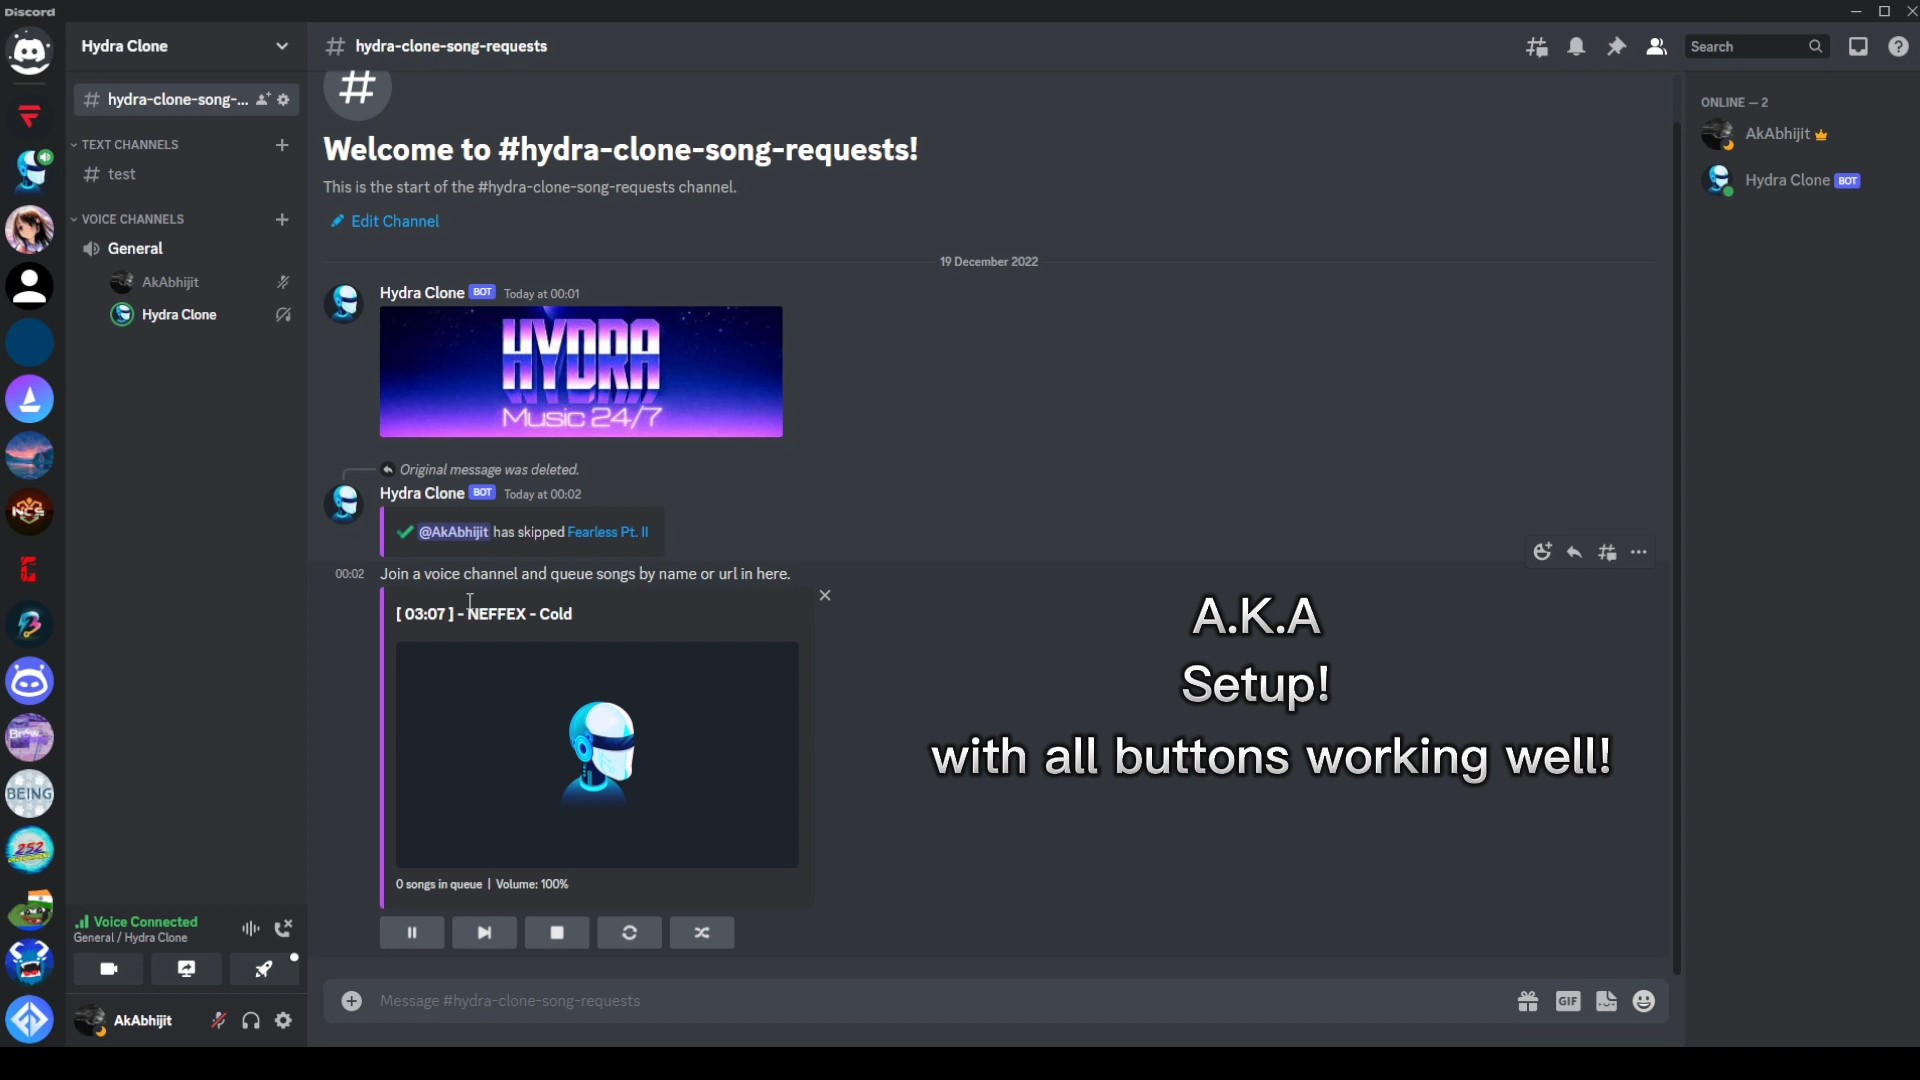 Discord
Hydra Clone
hydra-clone-song-requests
Search
hydra-clone-song-...
TEXT CHANNELS
test
VOICE CHANNELS
General
AkAbhijit
Hydra Clone
Welcome to #hydra-clone-song-requests!
This is the start of the #hydra-clone-song-requests channel.
Edit Channel
19 December 2022
Hydra Clone BOT Today at 00:01
HYDRA
Music 24/7
Original message was deleted.
Hydra Clone BOT Today at 00:02
@AkAbhijit has skipped Fearless Pt. II
00:02 Join a voice channel and queue songs by name or url in here.
[ 03:07 ] - NEFFEX - Cold
0 songs in queue | Volume: 100%
A.K.A
Setup!
with all buttons working well!
ONLINE — 2
AkAbhijit
Hydra Clone BOT
NCS
Brew
BEING
252
Voice Connected
General / Hydra Clone
AkAbhijit
Message #hydra-clone-song-requests
GIF